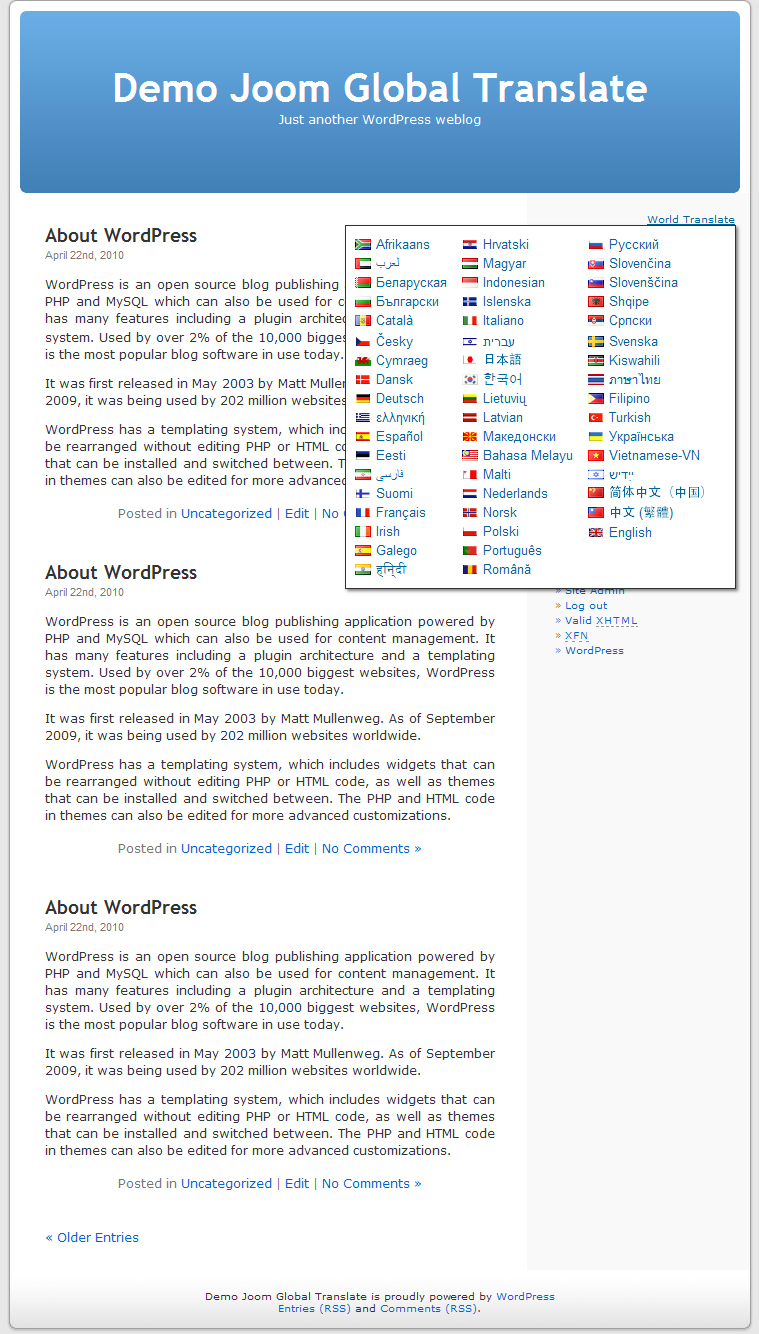 Demo Joom Global Translate
Just another WordPress weblog
World Translate
Afrikaans
Беларуская
Български
Català
Česky
Cymraeg
Dansk
Deutsch
ελληνική
Español
Eesti
فارسی
Suomi
Français
Irish
Galego
हिन्दी
Hrvatski
Magyar
Indonesian
Islenska
Italiano
עברית
日本語
한국어
Lietuvių
Latvian
Македонски
Bahasa Melayu
Malti
Nederlands
Norsk
Polski
Português
Română
Русский
Slovenčina
Slovenščina
Shqipe
Српски
Svenska
Kiswahili
ภาษาไทย
Filipino
Turkish
Українська
Vietnamese-VN
ייִדיש
简体中文（中国）
中文 (繁體)
English
About WordPress
April 22nd, 2010
WordPress is an open source blog publishing
PHP and MySQL which can also be used for
has many features including a plugin
system. Used by over 2% of the 10,000
is the most popular blog software in use today.
It was first released in May 2003 by Matt
2009, it was being used by 202 million websites
WordPress has a templating system, which
be rearranged without editing PHP or HTML
that can be installed and switched between.
in themes can also be edited for more advanced
Posted in Uncategorized | Edit | No
» Site Admin
» Log out
» Valid XHTML
» XFN
» WordPress
About WordPress
April 22nd, 2010
WordPress is an open source blog publishing application powered by
PHP and MySQL which can also be used for content management. It
has many features including a plugin architecture and a templating
system. Used by over 2% of the 10,000 biggest websites, WordPress
is the most popular blog software in use today.
It was first released in May 2003 by Matt Mullenweg. As of September
2009, it was being used by 202 million websites worldwide.
WordPress has a templating system, which includes widgets that can
be rearranged without editing PHP or HTML code, as well as themes
that can be installed and switched between. The PHP and HTML code
in themes can also be edited for more advanced customizations.
Posted in Uncategorized | Edit | No Comments »
About WordPress
April 22nd, 2010
WordPress is an open source blog publishing application powered by
PHP and MySQL which can also be used for content management. It
has many features including a plugin architecture and a templating
system. Used by over 2% of the 10,000 biggest websites, WordPress
is the most popular blog software in use today.
It was first released in May 2003 by Matt Mullenweg. As of September
2009, it was being used by 202 million websites worldwide.
WordPress has a templating system, which includes widgets that can
be rearranged without editing PHP or HTML code, as well as themes
that can be installed and switched between. The PHP and HTML code
in themes can also be edited for more advanced customizations.
Posted in Uncategorized | Edit | No Comments »
« Older Entries
Demo Joom Global Translate is proudly powered by WordPress
Entries (RSS) and Comments (RSS).